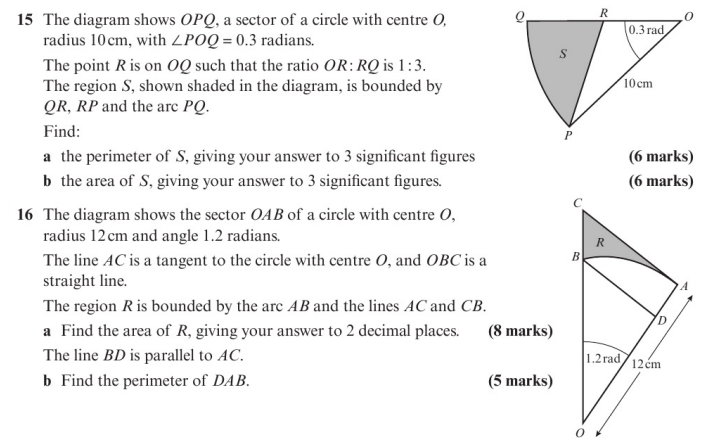 15 The diagram shows OPQ, a sector of a circle with centre O,
radius 10 cm, with ∠POQ = 0.3 radians.
The point R is on OQ such that the ratio OR : RQ is 1 : 3.
The region S, shown shaded in the diagram, is bounded by
QR, RP and the arc PQ.
Find:
a the perimeter of S, giving your answer to 3 significant figures (6 marks)
b the area of S, giving your answer to 3 significant figures. (6 marks)
Q
R
O
0.3 rad
S
10 cm
P
16 The diagram shows the sector OAB of a circle with centre O,
radius 12 cm and angle 1.2 radians.
The line AC is a tangent to the circle with centre O, and OBC is a
straight line.
The region R is bounded by the arc AB and the lines AC and CB.
a Find the area of R, giving your answer to 2 decimal places. (8 marks)
The line BD is parallel to AC.
b Find the perimeter of DAB. (5 marks)
C
R
B
A
D
1.2 rad
12 cm
O